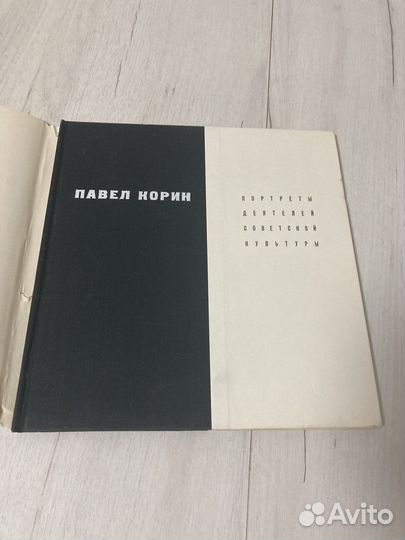 ПАВЕЛ КОРИН
ПОРТРЕТЫ
ДЕЯТЕЛЕЙ
СОВЕТСКОЙ
КУЛЬТУРЫ
Avito